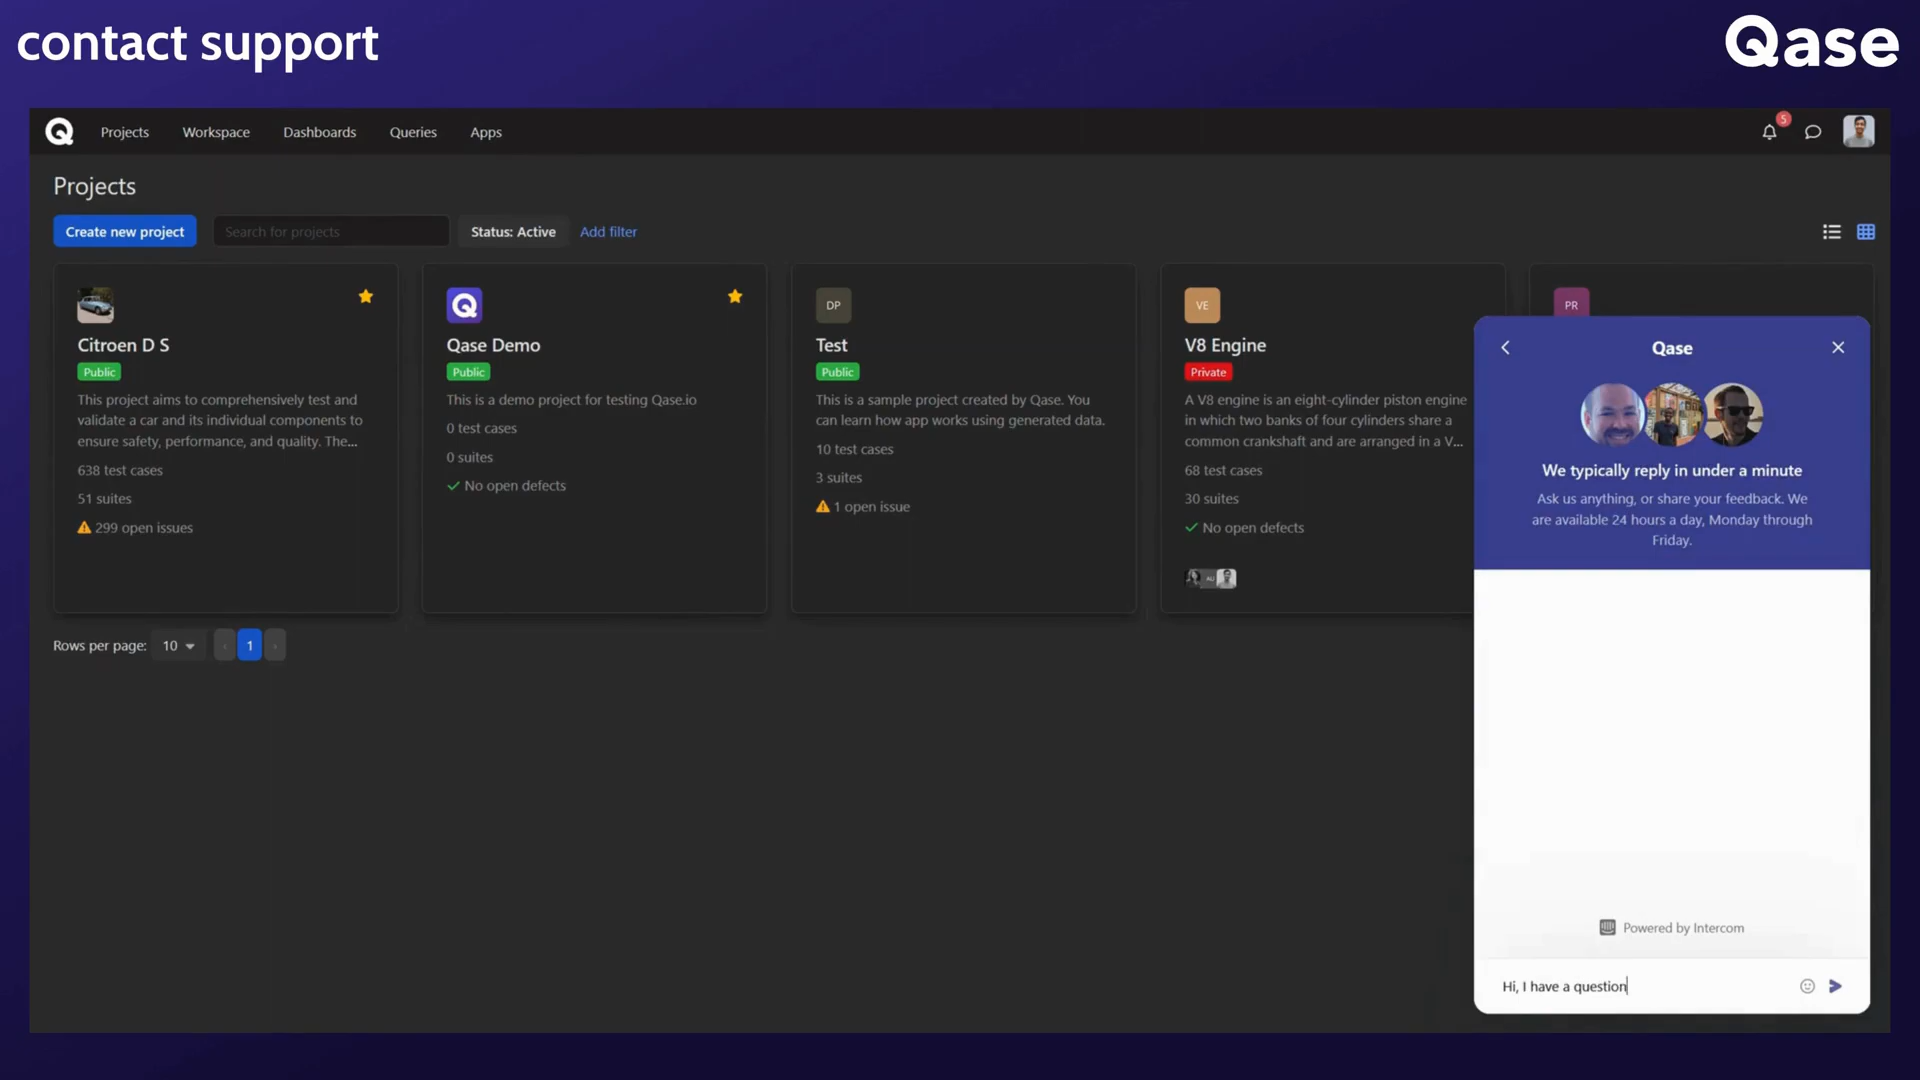 contact support
Qase
Projects
Workspace
Dashboards
Queries
Apps
5
Projects
Create new project
Search for projects
Status: Active
Add filter
Citroen D S
Public
This project aims to comprehensively test and
validate a car and its individual components to
ensure safety, performance, and quality. The...
638 test cases
51 suites
299 open issues
Qase Demo
Public
This is a demo project for testing Qase.io
0 test cases
0 suites
No open defects
DP
Test
Public
This is a sample project created by Qase. You
can learn how app works using generated data.
10 test cases
3 suites
1 open issue
VE
V8 Engine
Private
A V8 engine is an eight-cylinder piston engine
in which two banks of four cylinders share a
common crankshaft and are arranged in a V...
68 test cases
30 suites
No open defects
AU
PR
Rows per page:
10
1
Qase
We typically reply in under a minute
Ask us anything, or share your feedback. We
are available 24 hours a day, Monday through
Friday.
Powered by Intercom
Hi, I have a question